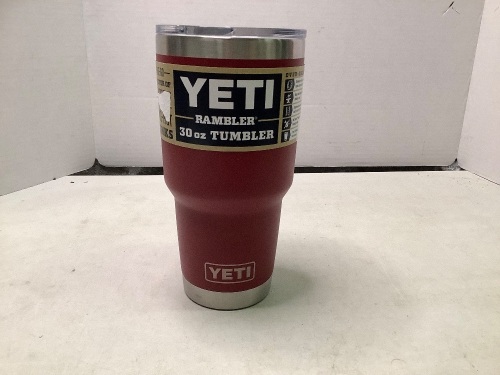 YETI
RAMBLER®
30 oz TUMBLER
YETI